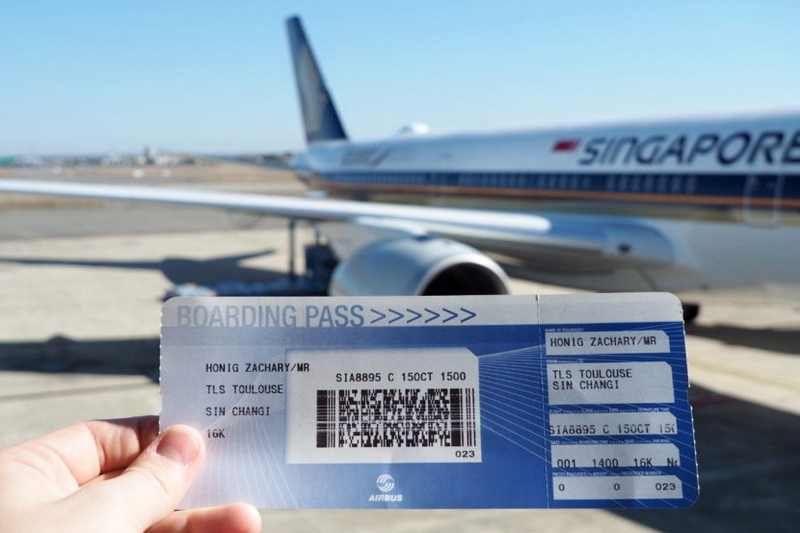 SINGAPORE
BOARDING PASS >>>>>>
HONIG ZACHARY/MR
TLS TOULOUSE
SIN CHANGI
16K
SIA8895 C 15OCT 1500
023
AIRBUS
HONIG ZACHARY/MR
TLS TOULOUSE
SIN CHANGI
SIA8895 C 15OCT 15(
001 1400 16K
0 0 023